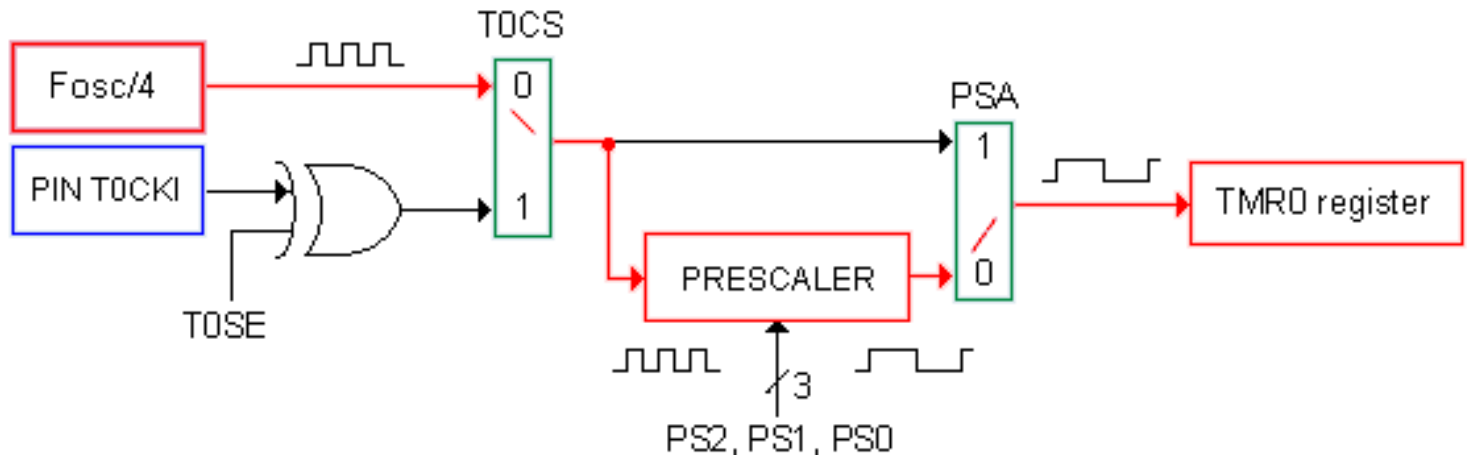 T0CS
Fosc/4
0
PSA
1
PIN T0CKI
1
TMR0 register
PRESCALER
0
T0SE
3
PS2, PS1, PS0